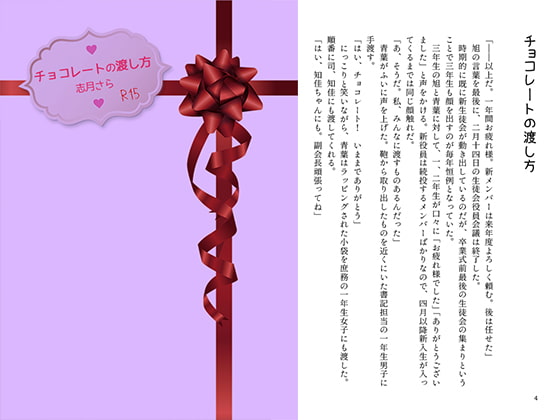 チョコレートの渡し方
志月さら
R15
チョコレートの渡し方
「――以上だ。一年間お疲れ様。新メンバーは来年度よろしく頼む。後は任せた」
旭の言葉を最後に、二月十四日の生徒会役員会議は終了した。
時期的に既に新生徒会が動き出しているのだが、卒業式前最後の生徒会の集まりという
ことで三年生も顔を出すのが毎年恒例となっていた。
三年生の旭と青葉に対して、一、二年生が口々に「お疲れ様でした」「ありがとうござい
ました」と声をかける。新役員は続投するメンバーばかりなので、四月以降新入生が入っ
てくるまでは同じ顔触れだ。
「あ、そうだ。私、みんなに渡すものあるんだった」
青葉がふいに声を上げた。鞄から取り出したものを近くにいた書記担当の一年生男子に
手渡す。
「はい、チョコレート！　いままでありがとう」
にっこりと笑いながら、青葉はラッピングされた小袋を庶務の一年生女子にも渡した。
順番に司、知佳にも渡してくれる。
「はい、知佳ちゃんにも。副会長頑張ってね」
4